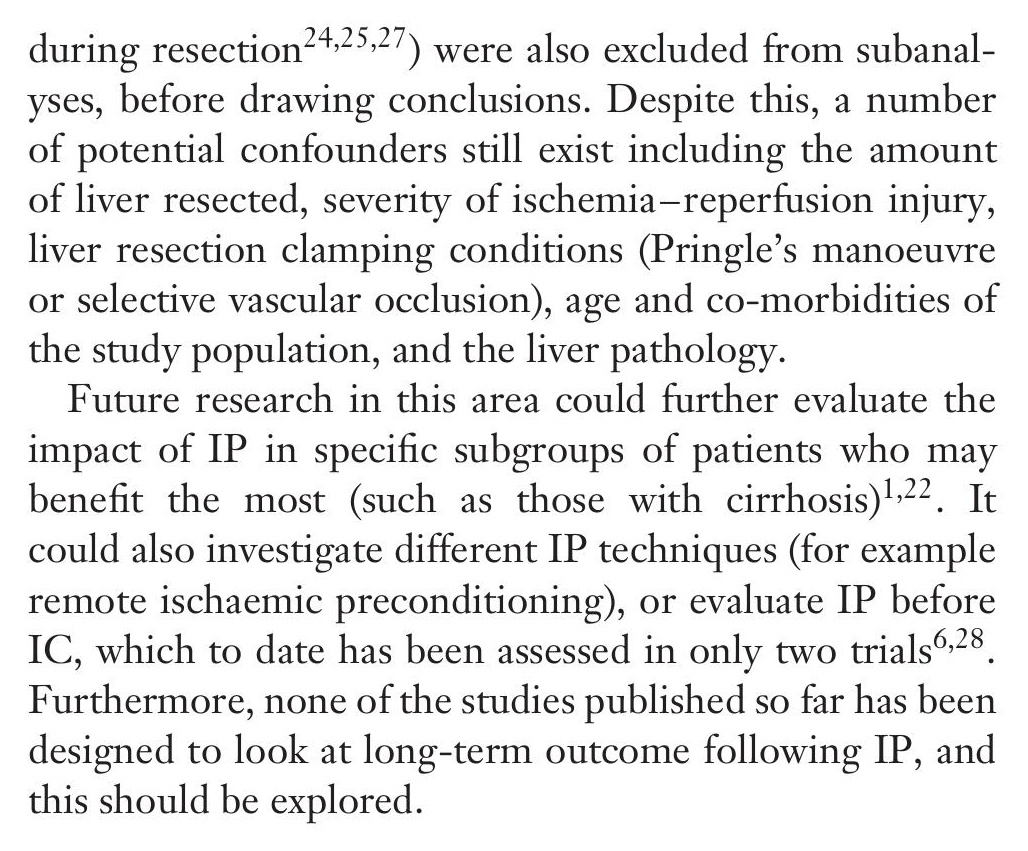 during resection24,25,27) were also excluded from subanal-
yses, before drawing conclusions. Despite this, a number
of potential confounders still exist including the amount
of liver resected, severity of ischemia–reperfusion injury,
liver resection clamping conditions (Pringle’s manoeuvre
or selective vascular occlusion), age and co-morbidities of
the study population, and the liver pathology.
Future research in this area could further evaluate the
impact of IP in specific subgroups of patients who may
benefit the most (such as those with cirrhosis)1,22. It
could also investigate different IP techniques (for example
remote ischaemic preconditioning), or evaluate IP before
IC, which to date has been assessed in only two trials6,28.
Furthermore, none of the studies published so far has been
designed to look at long-term outcome following IP, and
this should be explored.